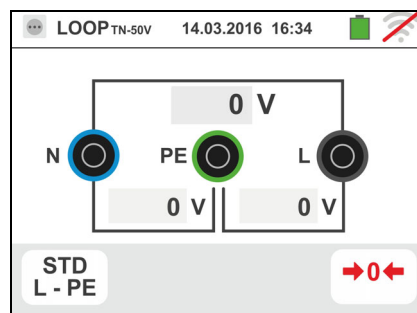 LOOP TN-50V 14.03.2016 16:34
0 V
N PE L
0 V 0 V
STD
L - PE
→0←